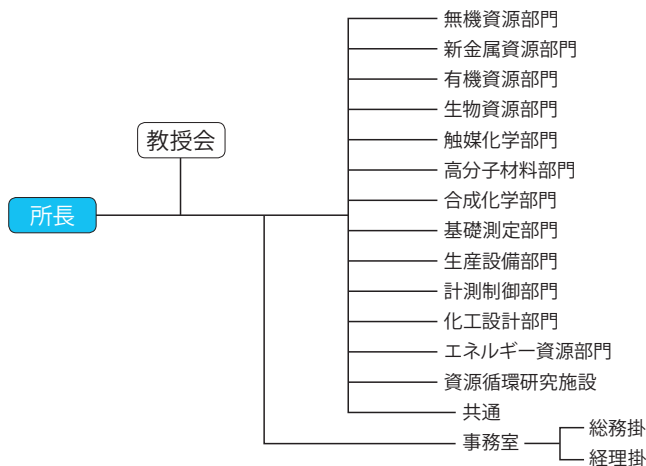 無機資源部門
新金属資源部門
有機資源部門
生物資源部門
教授会
触媒化学部門
高分子材料部門
合成化学部門
所長
基礎測定部門
生産設備部門
計測制御部門
化工設計部門
エネルギー資源部門
資源循環研究施設
共通
事務室
総務掛
経理掛